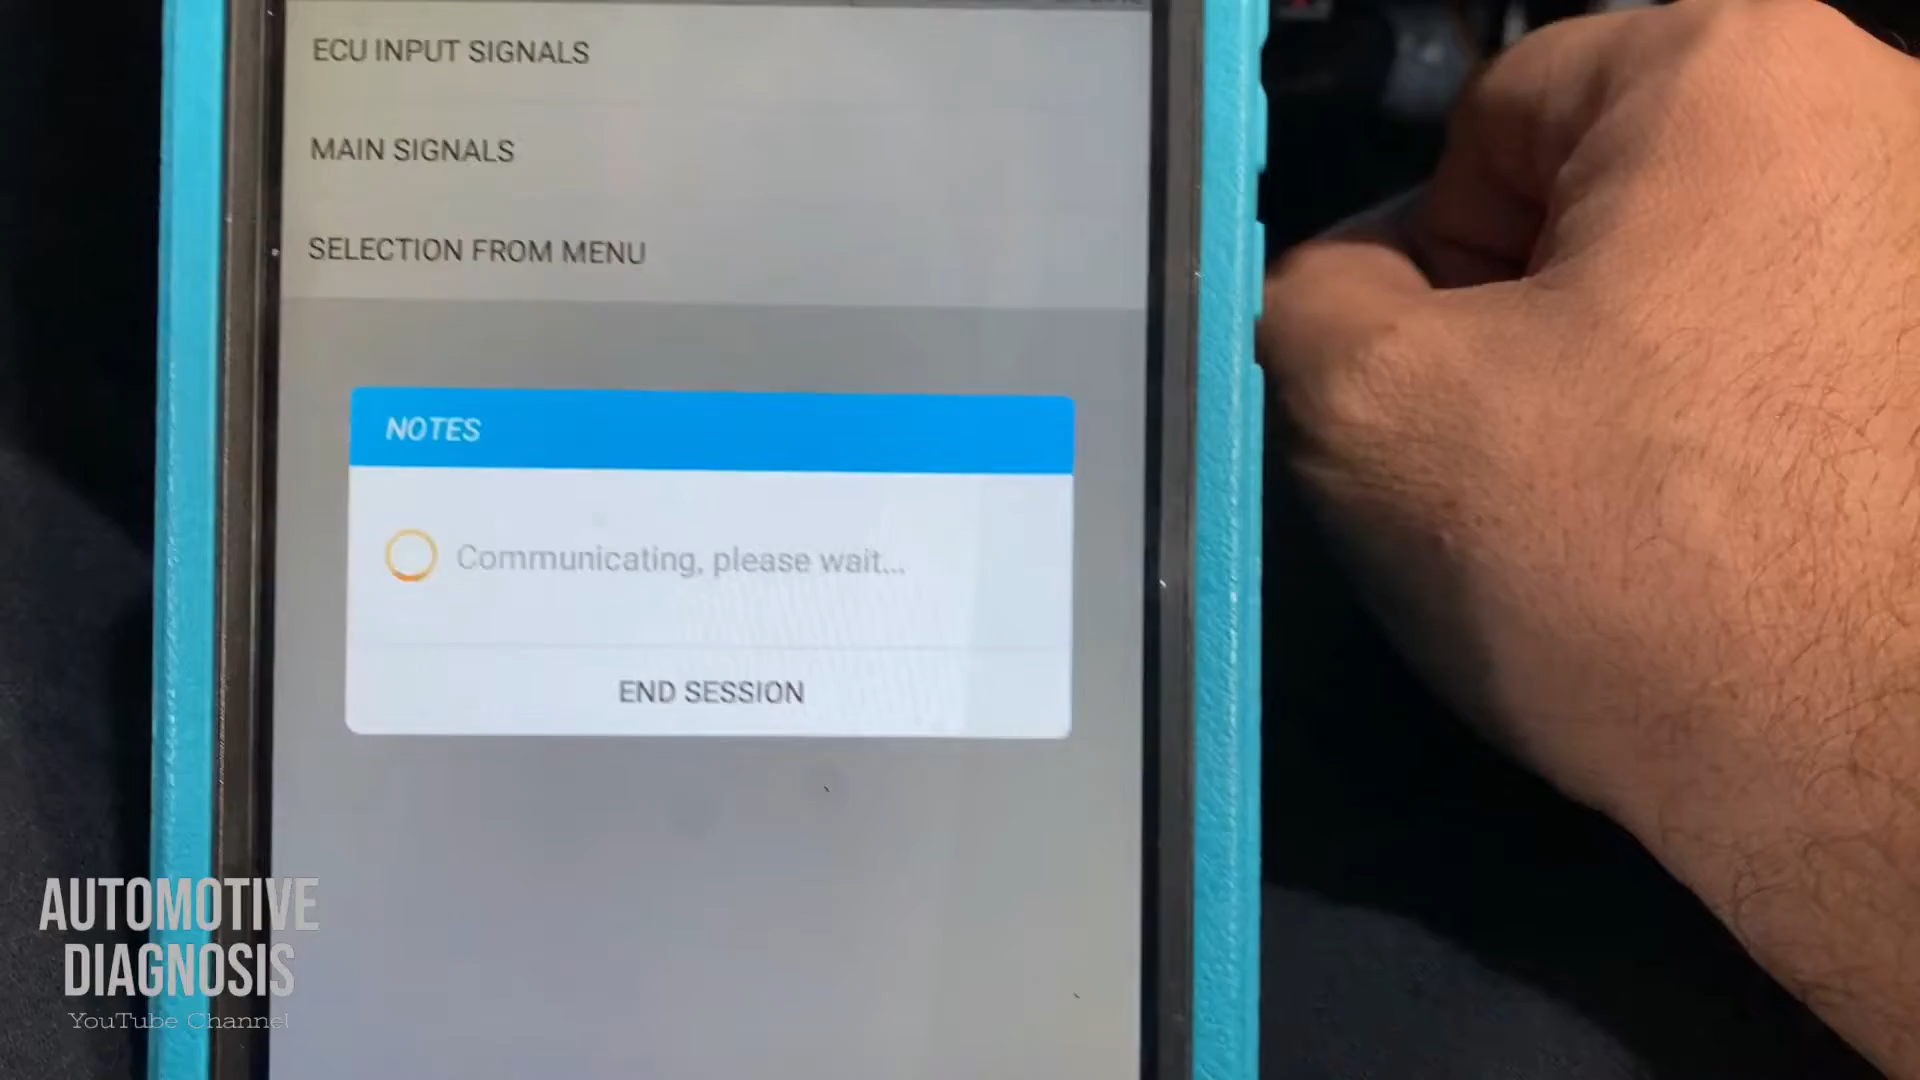 ECU INPUT SIGNALS
MAIN SIGNALS
SELECTION FROM MENU
NOTES
Communicating, please wait...
END SESSION
AUTOMOTIVE
DIAGNOSIS
YouTube Channel